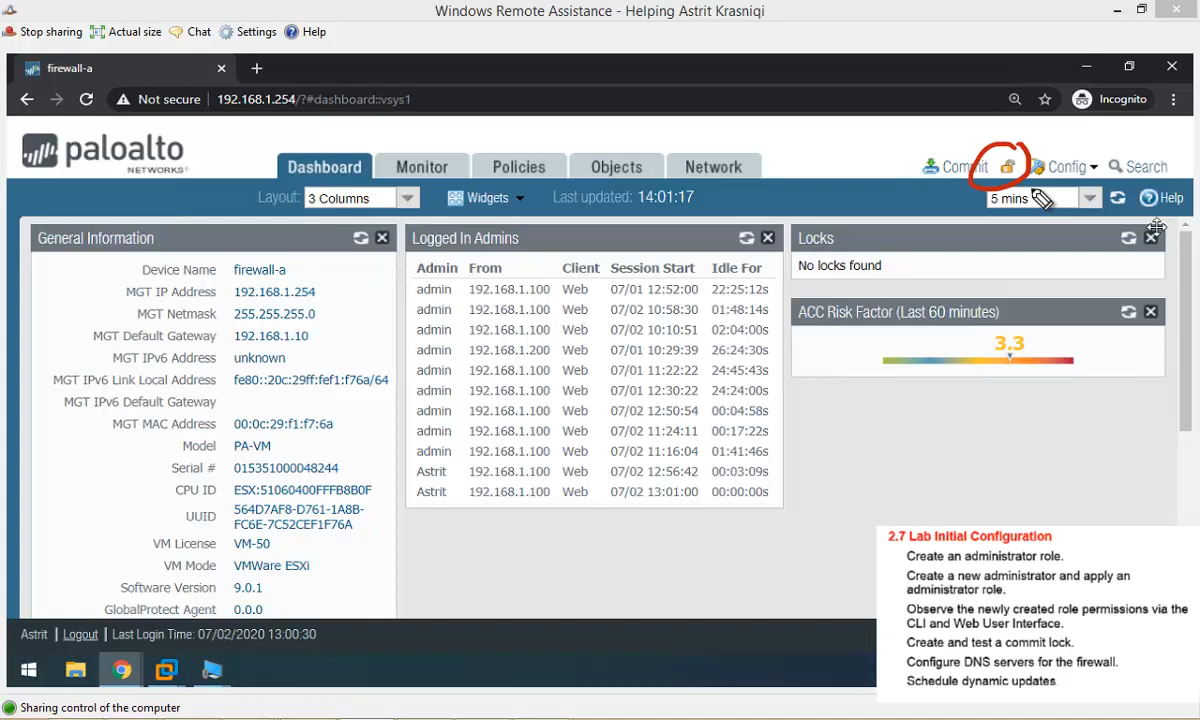 Windows Remote Assistance - Helping Astrit Krasniqi
Stop sharing Actual size Chat Settings Help
firewall-a
Not secure 192.168.1.254/?#dashboard::vsys1 Incognito
paloalto
NETWORKS
Dashboard Monitor Policies Objects Network Commit Config Search
Layout: 3 Columns Widgets Last updated: 14:01:17 5 mins Help
General Information
Device Name firewall-a
MGT IP Address 192.168.1.254
MGT Netmask 255.255.255.0
MGT Default Gateway 192.168.1.10
MGT IPv6 Address unknown
MGT IPv6 Link Local Address fe80::20c:29ff:fef1:f76a/64
MGT IPv6 Default Gateway
MGT MAC Address 00:0c:29:f1:f7:6a
Model PA-VM
Serial # 015351000048244
CPU ID ESX:51060400FFFB8B0F
UUID 564D7AF8-D761-1A8B-
FC6E-7C52CEF1F76A
VM License VM-50
VM Mode VMWare ESXi
Software Version 9.0.1
GlobalProtect Agent 0.0.0
Logged In Admins
Admin From Client Session Start Idle For
admin 192.168.1.100 Web 07/01 12:52:00 22:25:12s
admin 192.168.1.100 Web 07/02 10:58:30 01:48:14s
admin 192.168.1.100 Web 07/02 10:10:51 02:04:00s
admin 192.168.1.200 Web 07/01 10:29:39 26:24:30s
admin 192.168.1.100 Web 07/01 11:22:22 24:45:43s
admin 192.168.1.100 Web 07/01 12:30:22 24:24:00s
admin 192.168.1.100 Web 07/02 12:50:54 00:04:58s
admin 192.168.1.100 Web 07/02 11:24:11 00:17:22s
admin 192.168.1.100 Web 07/02 11:16:04 01:41:46s
Astrit 192.168.1.100 Web 07/02 12:56:42 00:03:09s
Astrit 192.168.1.100 Web 07/02 13:01:00 00:00:00s
Locks
No locks found
ACC Risk Factor (Last 60 minutes)
3.3
2.7 Lab Initial Configuration
Create an administrator role.
Create a new administrator and apply an
administrator role.
Observe the newly created role permissions via the
CLI and Web User Interface.
Create and test a commit lock.
Configure DNS servers for the firewall.
Schedule dynamic updates.
Astrit | Logout | Last Login Time: 07/02/2020 13:00:30
Sharing control of the computer